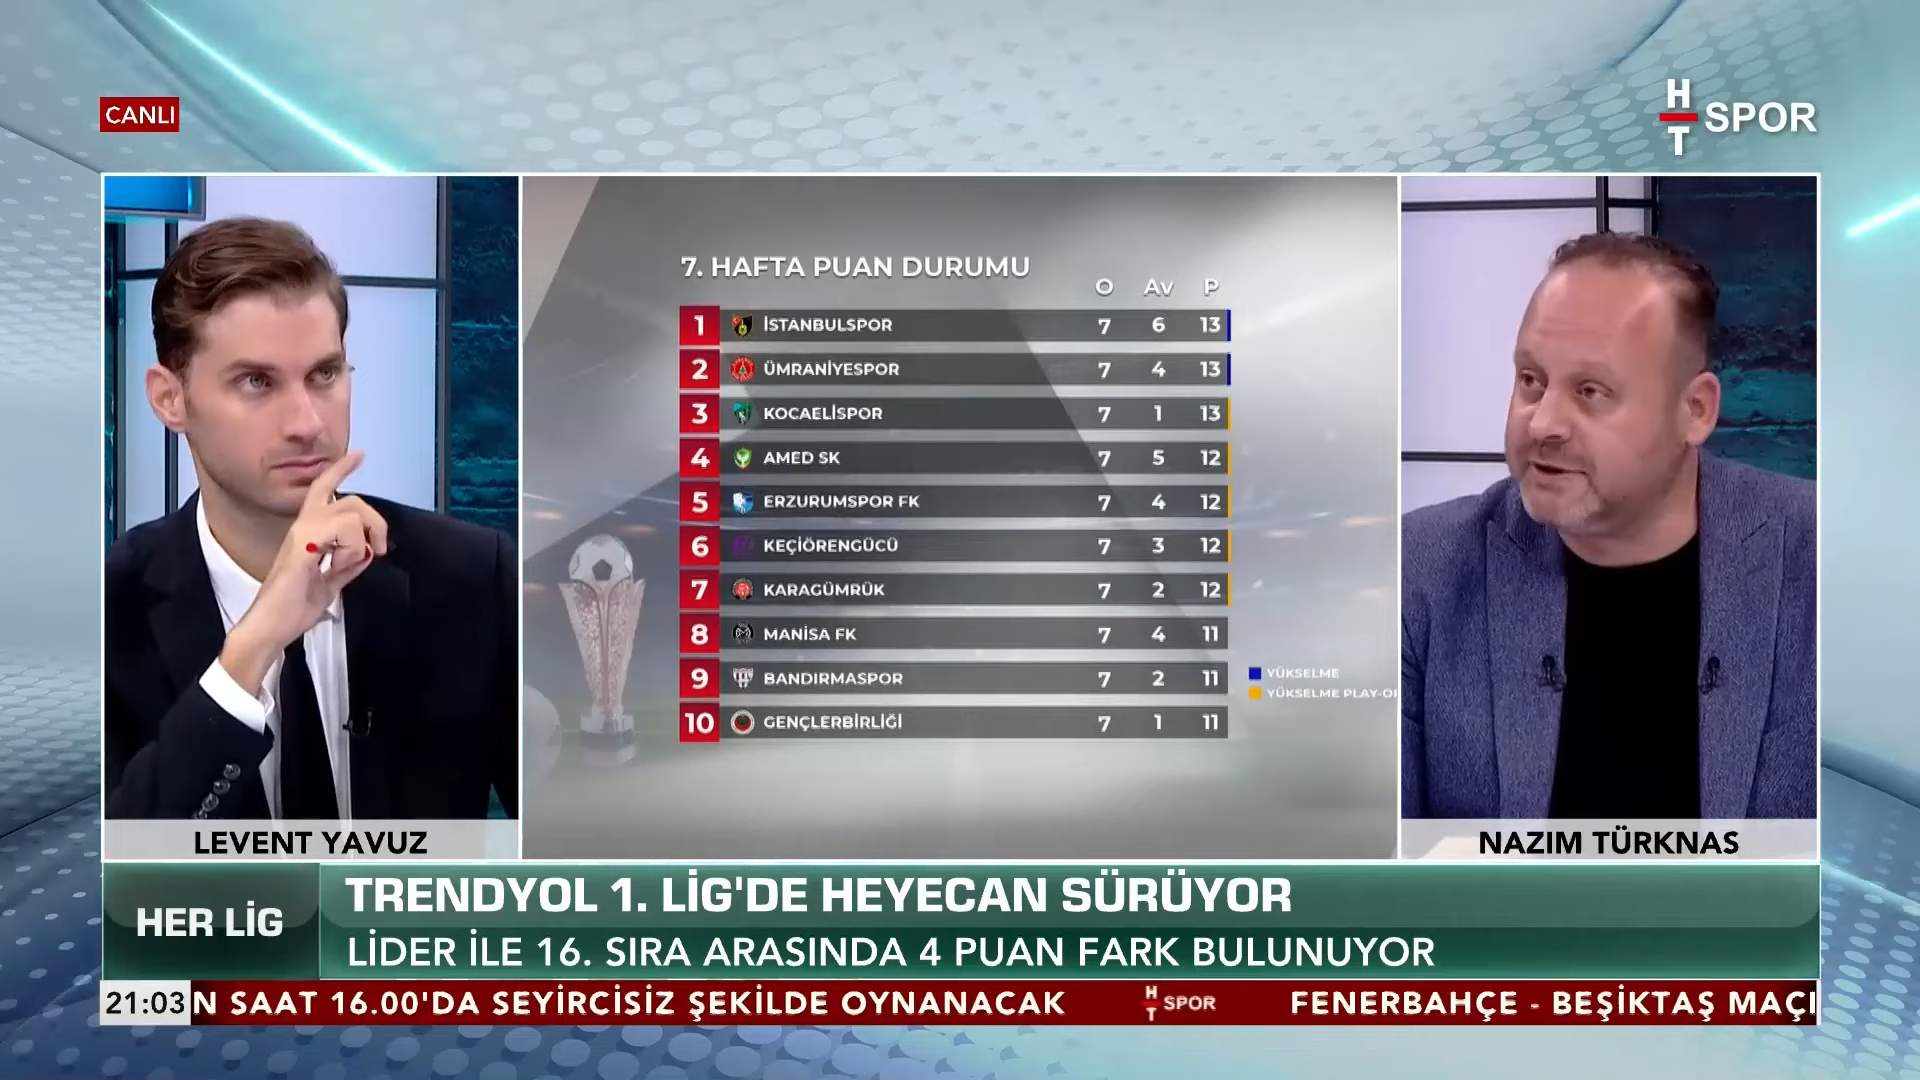 CANLI
HT SPOR
7. HAFTA PUAN DURUMU
O Av P
1 İSTANBULSPOR 7 6 13
2 ÜMRANİYESPOR 7 4 13
3 KOCAELİSPOR 7 1 13
4 AMED SK 7 5 12
5 ERZURUMSPOR FK 7 4 12
6 KEÇİÖRENGÜCÜ 7 3 12
7 KARAGÜMRÜK 7 2 12
8 MANİSA FK 7 4 11
9 BANDIRMASPOR 7 2 11
10 GENÇLERBİRLİĞİ 7 1 11
YÜKSELME
YÜKSELME PLAY-O
LEVENT YAVUZ
NAZIM TÜRKNAS
HER LİG
TRENDYOL 1. LİG'DE HEYECAN SÜRÜYOR
LİDER İLE 16. SIRA ARASINDA 4 PUAN FARK BULUNUYOR
21:03 N SAAT 16.00'DA SEYİRCİSİZ ŞEKİLDE OYNANACAK HT SPOR FENERBAHÇE - BEŞİKTAŞ MAÇI